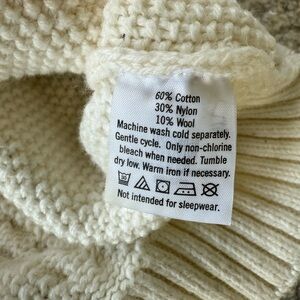 60% Cotton
30% Nylon
10% Wool
Machine wash cold separately.
Gentle cycle. Only non-chlorine
bleach when needed. Tumble
dry low. Warm iron if necessary.
Not intended for sleepwear.